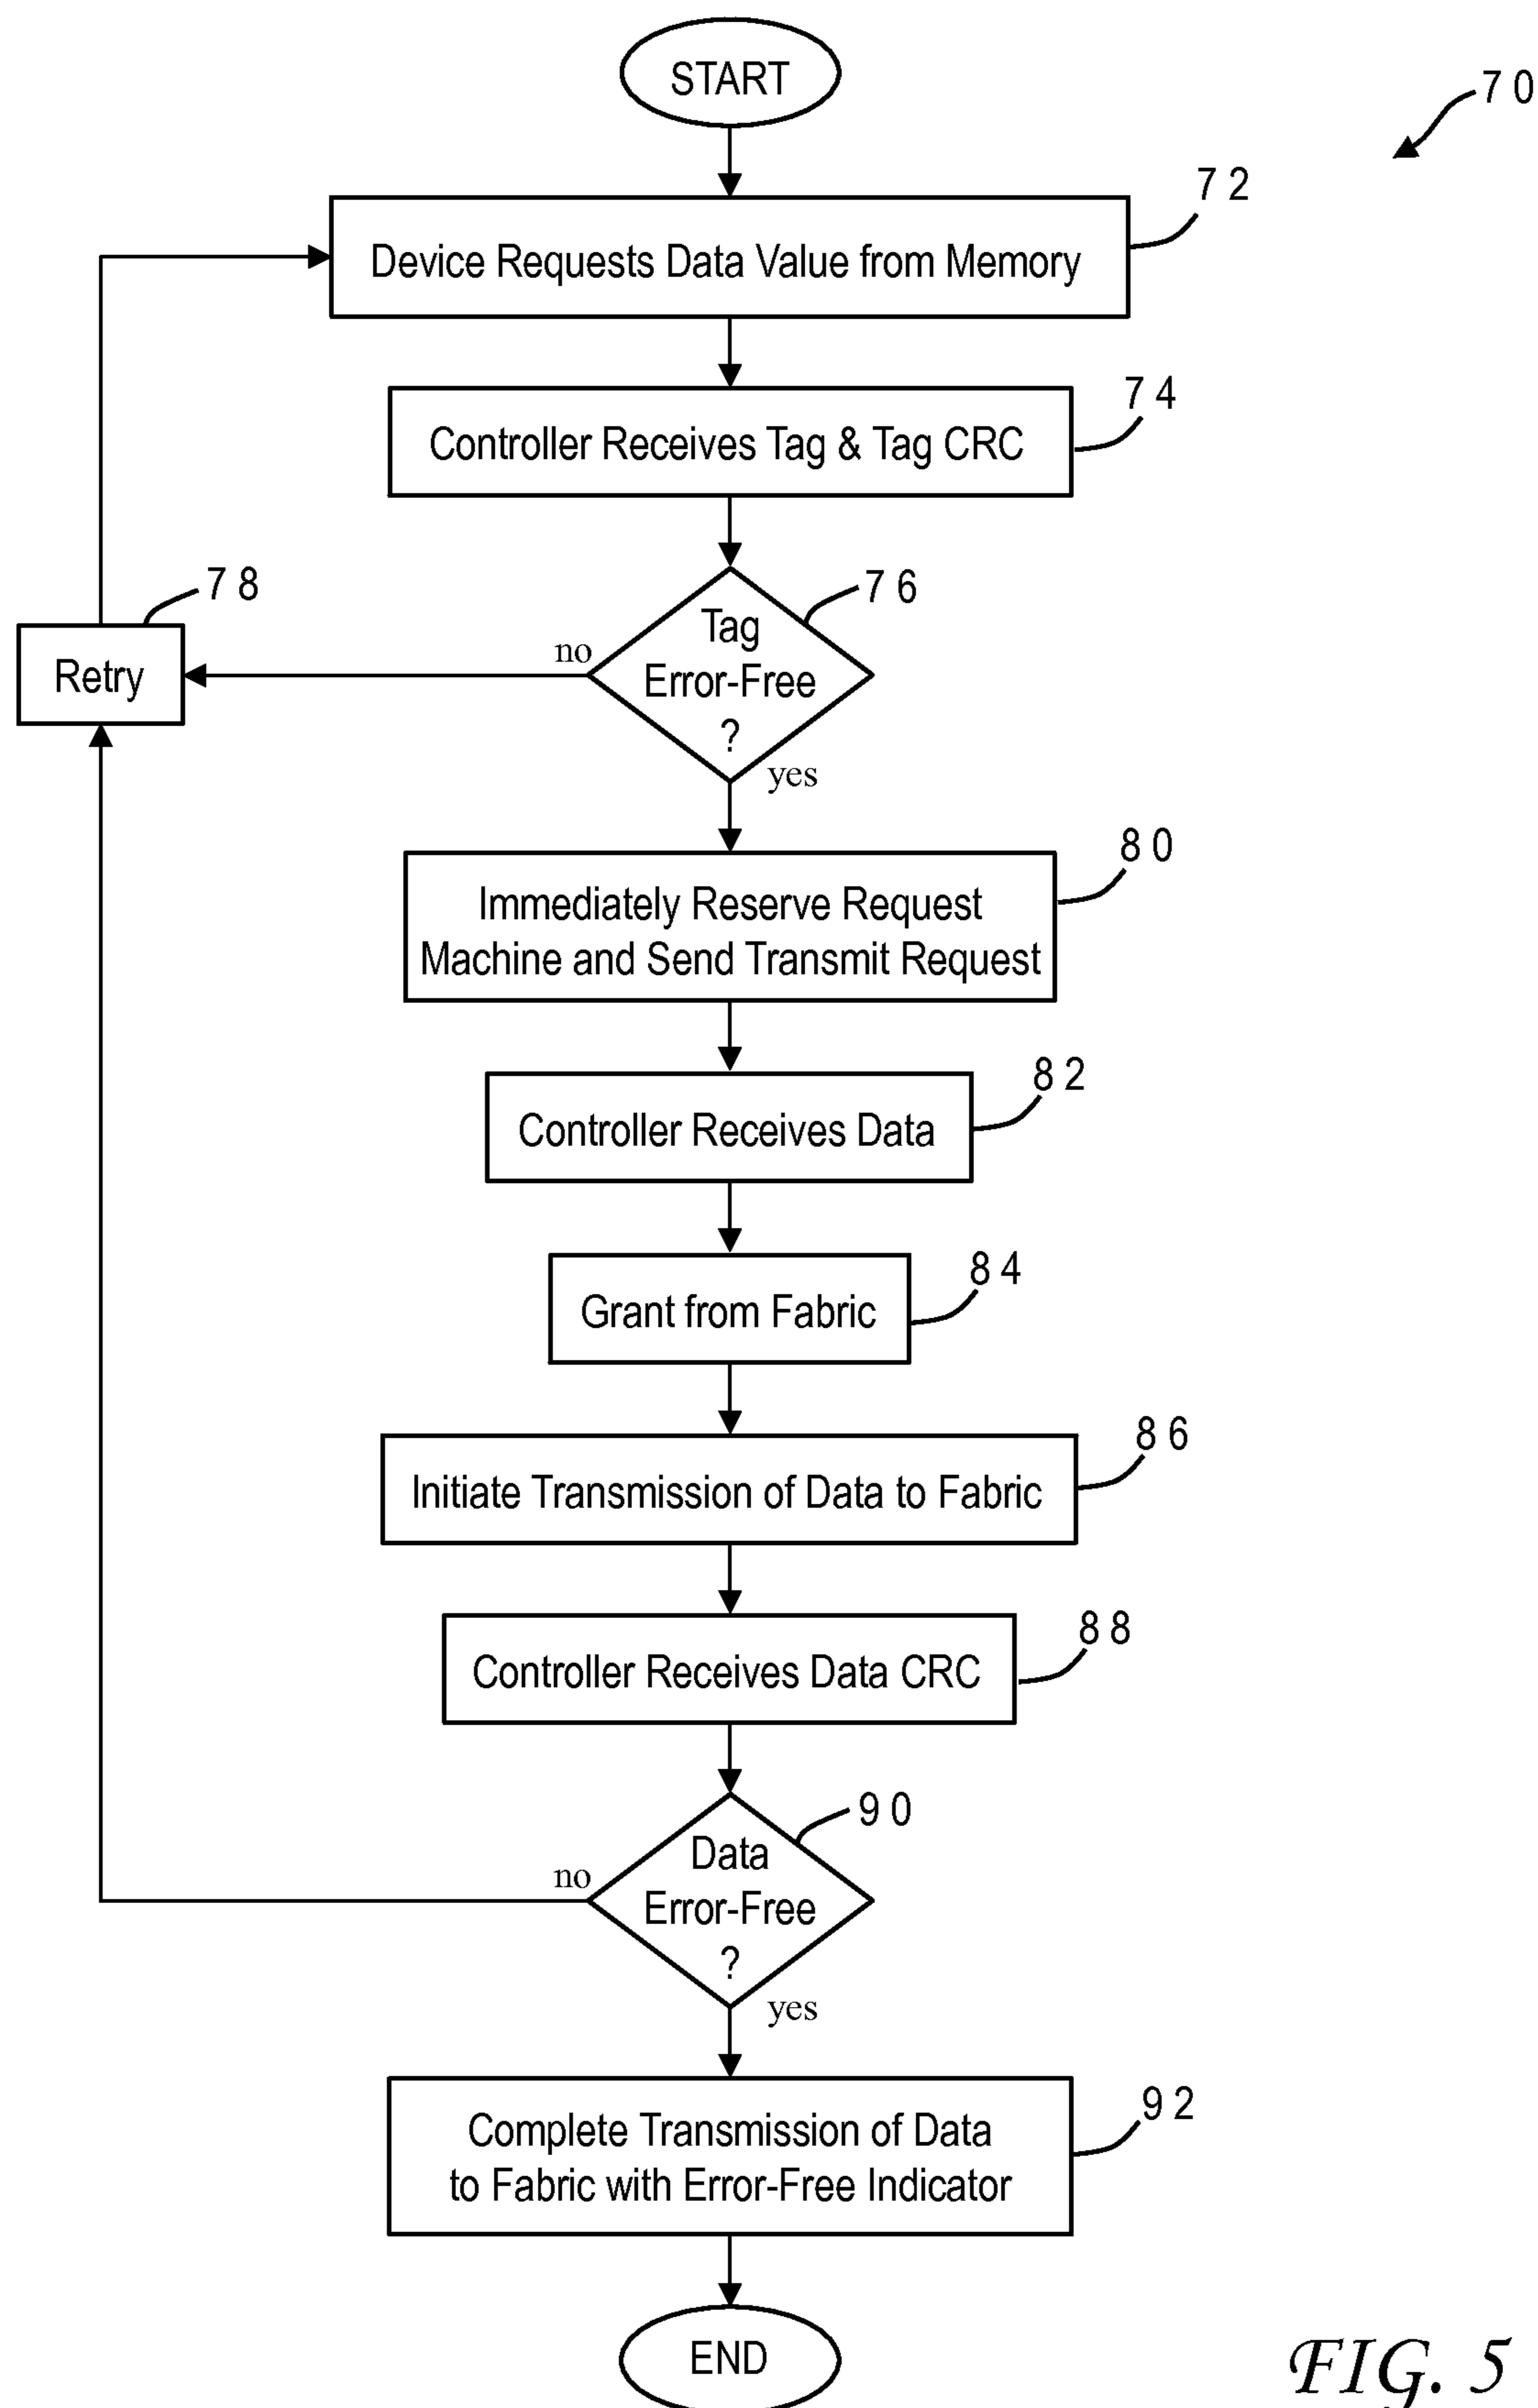 START
70
72
Device Requests Data Value from Memory
74
Controller Receives Tag & Tag CRC
78
76
Retry
no
Tag
Error-Free
?
yes
80
Immediately Reserve Request
Machine and Send Transmit Request
82
Controller Receives Data
84
Grant from Fabric
86
Initiate Transmission of Data to Fabric
88
Controller Receives Data CRC
90
no
Data
Error-Free
?
yes
92
Complete Transmission of Data
to Fabric with Error-Free Indicator
END
FIG. 5